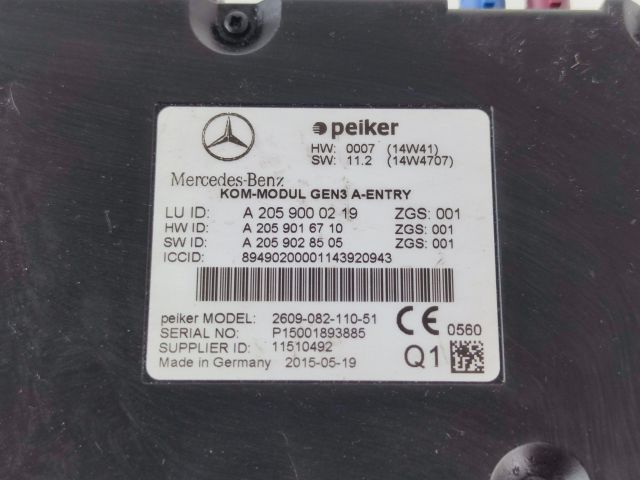 peiker
HW: 0007 (14W41)
SW: 11.2 (14W4707)
Mercedes-Benz
KOM-MODUL GEN3 A-ENTRY
LU ID: A 205 900 02 19 ZGS: 001
HW ID: A 205 901 67 10 ZGS: 001
SW ID: A 205 902 85 05 ZGS: 001
ICCID: 89490200001143920943
peiker MODEL: 2609-082-110-51
SERIAL NO: P15001893885
SUPPLIER ID: 11510492
CE 0560
Made in Germany 2015-05-19
Q1